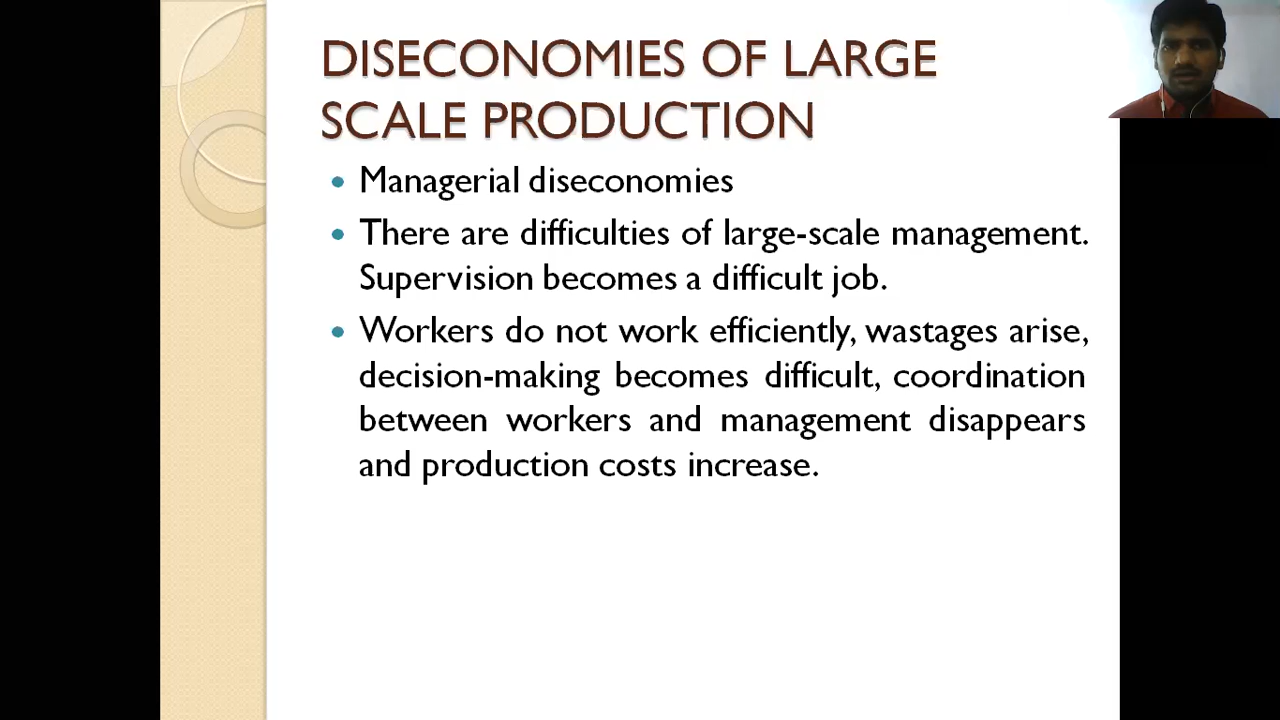 DISECONOMIES OF LARGE
SCALE PRODUCTION
Managerial diseconomies
There are difficulties of large-scale management.
Supervision becomes a difficult job.
Workers do not work efficiently, wastages arise,
decision-making becomes difficult, coordination
between workers and management disappears
and production costs increase.